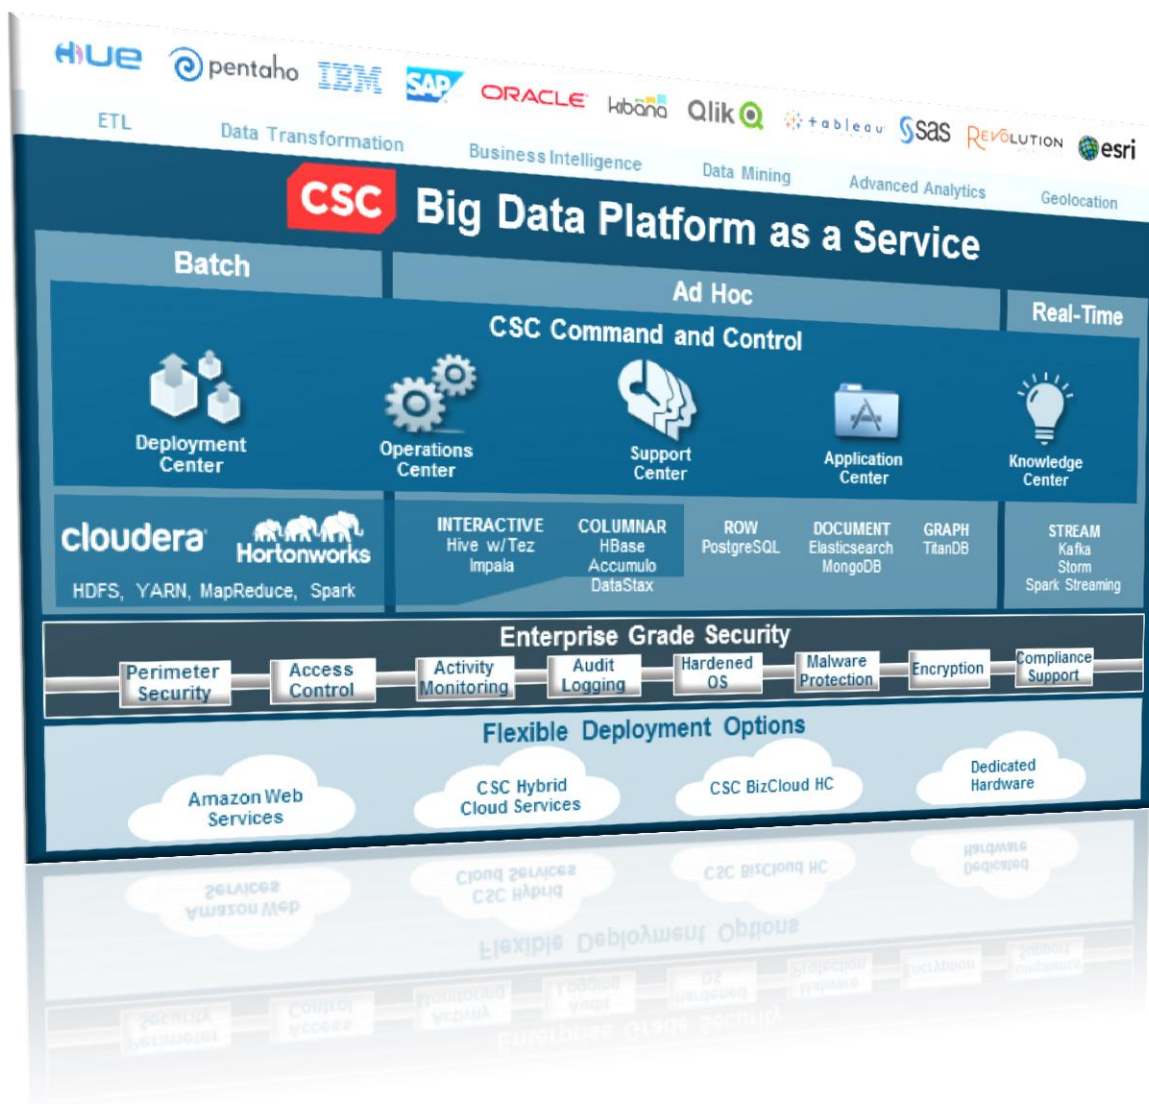 HUE pentaho IBM SAP ORACLE kibana Qlik Q tableau sas REVOLUTION esri
ETL Data Transformation Business Intelligence Data Mining Advanced Analytics Geolocation
CSC Big Data Platform as a Service
Batch
Ad Hoc
Real-Time
CSC Command and Control
Deployment
Center
Operations
Center
Support
Center
Application
Center
Knowledge
Center
cloudera
Hortonworks
HDFS, YARN, MapReduce, Spark
INTERACTIVE
Hive w/Tez
Impala
COLUMNAR
HBase
Accumulo
DataStax
ROW
PostgreSQL
DOCUMENT
Elasticsearch
MongoDB
GRAPH
TitanDB
STREAM
Kafka
Storm
Spark Streaming
Enterprise Grade Security
Perimeter
Security
Access
Control
Activity
Monitoring
Audit
Logging
Hardened
OS
Malware
Protection
Encryption
Compliance
Support
Flexible Deployment Options
Amazon Web
Services
CSC Hybrid
Cloud Services
CSC BizCloud HC
Dedicated
Hardware